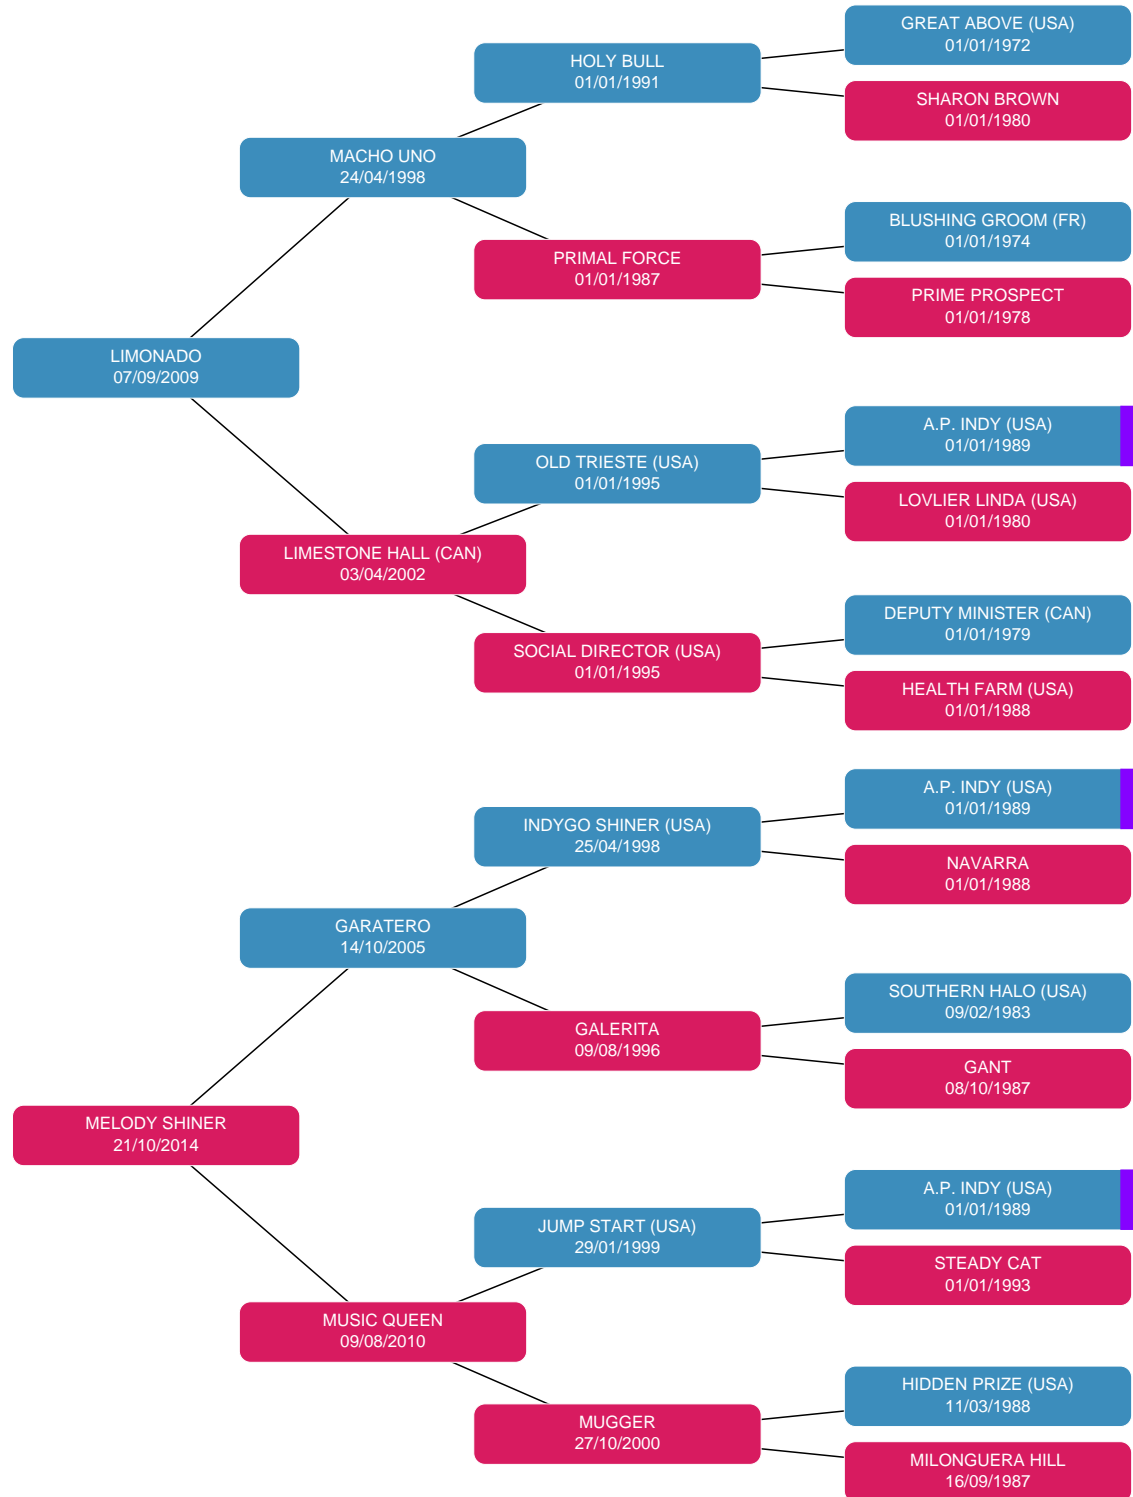 GREAT ABOVE (USA)
01/01/1972
HOLY BULL
01/01/1991
SHARON BROWN
01/01/1980
MACHO UNO
24/04/1998
BLUSHING GROOM (FR)
01/01/1974
PRIMAL FORCE
01/01/1987
PRIME PROSPECT
01/01/1978
LIMONADO
07/09/2009
A.P. INDY (USA)
01/01/1989
OLD TRIESTE (USA)
01/01/1995
LOVLIER LINDA (USA)
01/01/1980
LIMESTONE HALL (CAN)
03/04/2002
DEPUTY MINISTER (CAN)
01/01/1979
SOCIAL DIRECTOR (USA)
01/01/1995
HEALTH FARM (USA)
01/01/1988
A.P. INDY (USA)
01/01/1989
INDYGO SHINER (USA)
25/04/1998
NAVARRA
01/01/1988
GARATERO
14/10/2005
SOUTHERN HALO (USA)
09/02/1983
GALERITA
09/08/1996
GANT
08/10/1987
MELODY SHINER
21/10/2014
A.P. INDY (USA)
01/01/1989
JUMP START (USA)
29/01/1999
STEADY CAT
01/01/1993
MUSIC QUEEN
09/08/2010
HIDDEN PRIZE (USA)
11/03/1988
MUGGER
27/10/2000
MILONGUERA HILL
16/09/1987